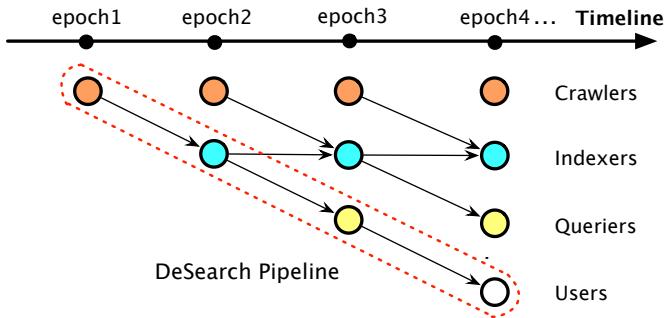 epoch1 epoch2 epoch3 epoch4... Timeline
Crawlers
Indexers
Queriers
DeSearch Pipeline
Users